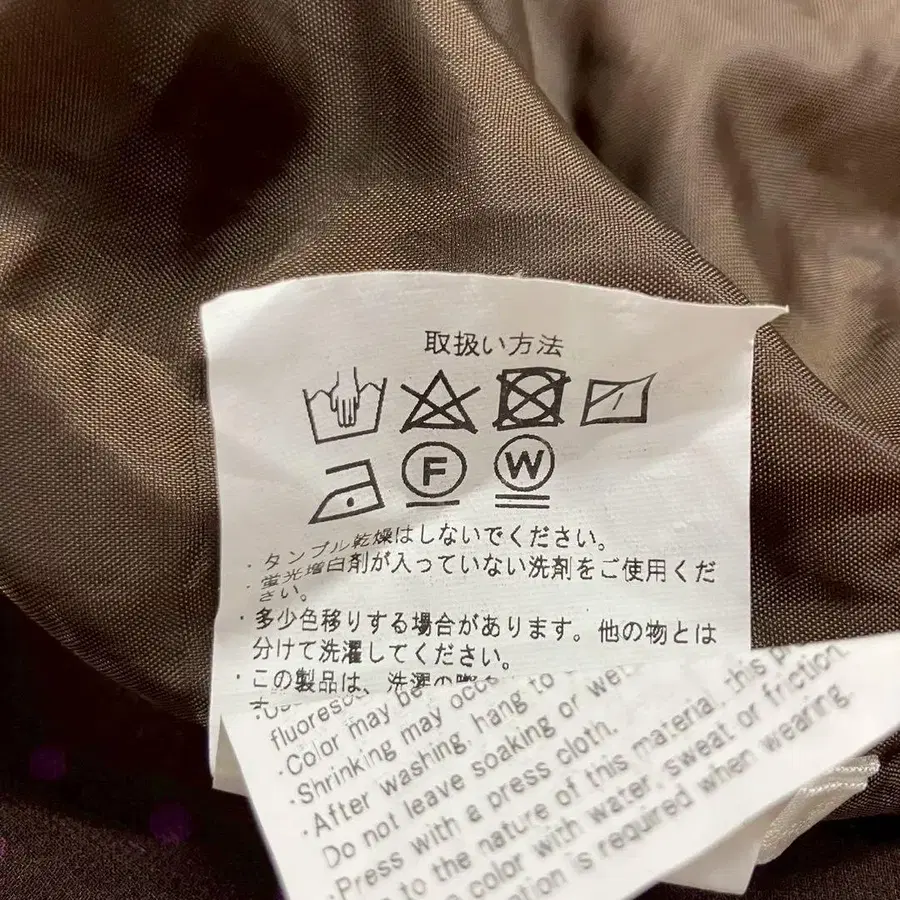 取扱い方法
F W
・タンブル乾燥はしないでください。
・蛍光増白剤が入っていない洗剤をご使用くだ
さい。
・多少色移りする場合があります。他の物とは
分けて洗濯してください。
・この製品は、洗濯の際
fluoresc
・Color may be
・Shrinking may occ
・After washing, hang to
Do not leave soaking or wet
・Press with a press cloth.
to the nature of this material, this p
color with water, sweat or friction.
is required when wearing.